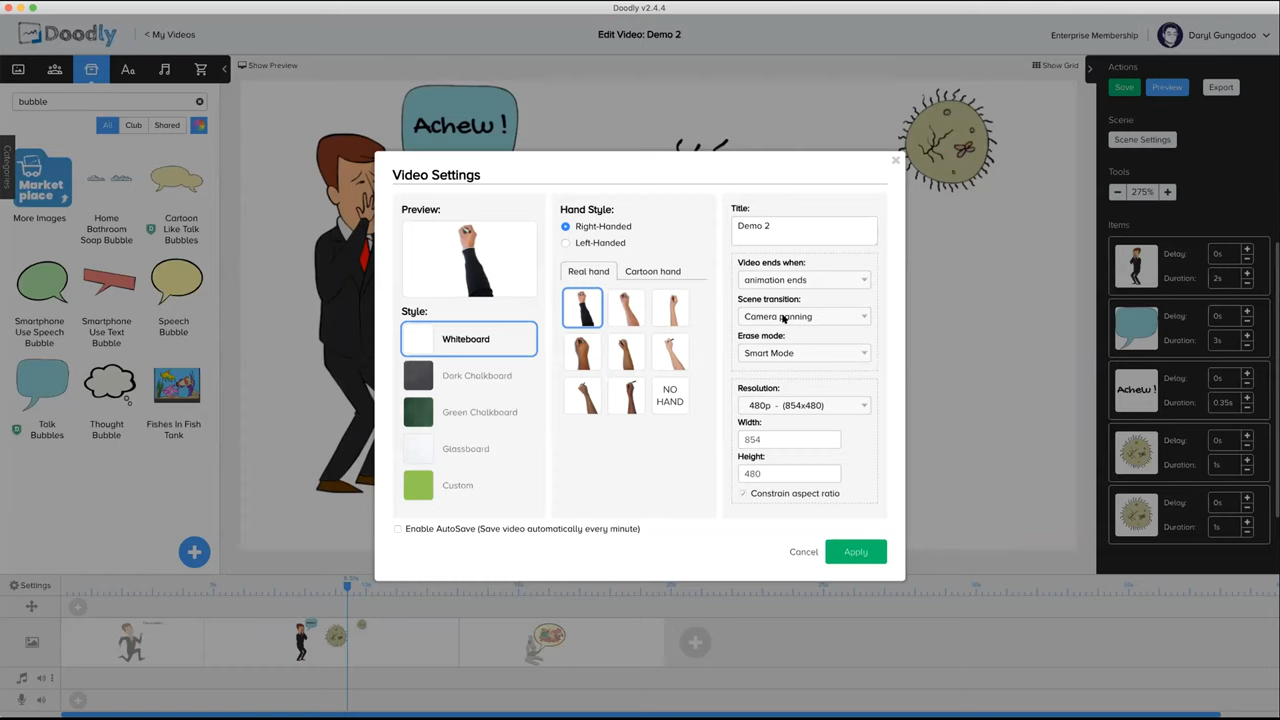 Doodly v2.4.4
Doodly
< My Videos
Edit Video: Demo 2
Enterprise Membership
Daryl Gungadoo
Aa
Show Preview
Show Grid
bubble
All
Club
Shared
Categories
Market
place
More Images
Home
Bathroom
Soap Bubble
Cartoon
Like Talk
Bubbles
Smartphone
Use Speech
Bubble
Smartphone
Use Text
Bubble
Speech
Bubble
Talk
Bubbles
Thought
Bubble
Fishes In Fish
Tank
Achew !
Video Settings
Preview:
Style:
Whiteboard
Dark Chalkboard
Green Chalkboard
Glassboard
Custom
Hand Style:
Right-Handed
Left-Handed
Real hand
Cartoon hand
NO
HAND
Title:
Demo 2
Video ends when:
animation ends
Scene transition:
Camera panning
Erase mode:
Smart Mode
Resolution:
480p - (854x480)
Width:
854
Height:
480
Constrain aspect ratio
Enable AutoSave (Save video automatically every minute)
Cancel
Apply
Actions
Save
Preview
Export
Scene
Scene Settings
Tools
275%
Items
Delay:
0s
Duration:
2s
Delay:
0s
Duration:
3s
Achew !
Delay:
0s
Duration:
0.35s
Delay:
0s
Duration:
1s
Delay:
0s
Duration:
1s
Settings